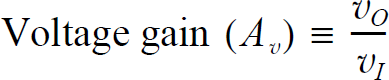 Voltage gain (A_v) ≡ v_O / v_I